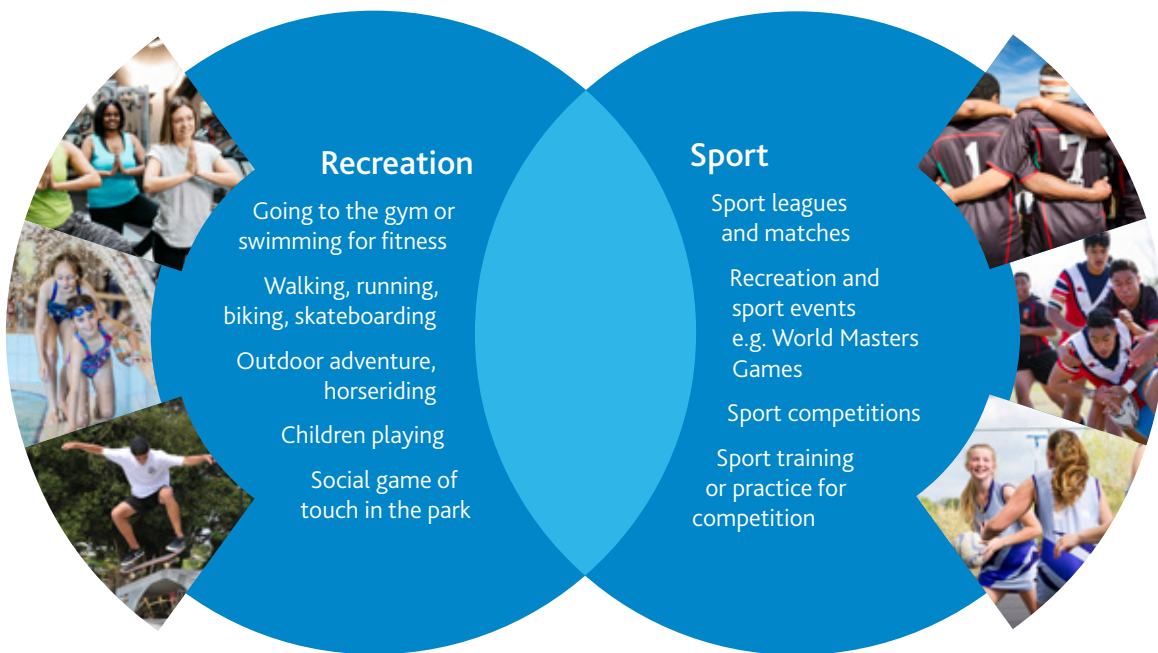 Recreation
Going to the gym or
swimming for fitness
Walking, running,
biking, skateboarding
Outdoor adventure,
horseriding
Children playing
Social game of
touch in the park
Sport
Sport leagues
and matches
Recreation and
sport events
e.g. World Masters
Games
Sport competitions
Sport training
or practice for
competition
1
7